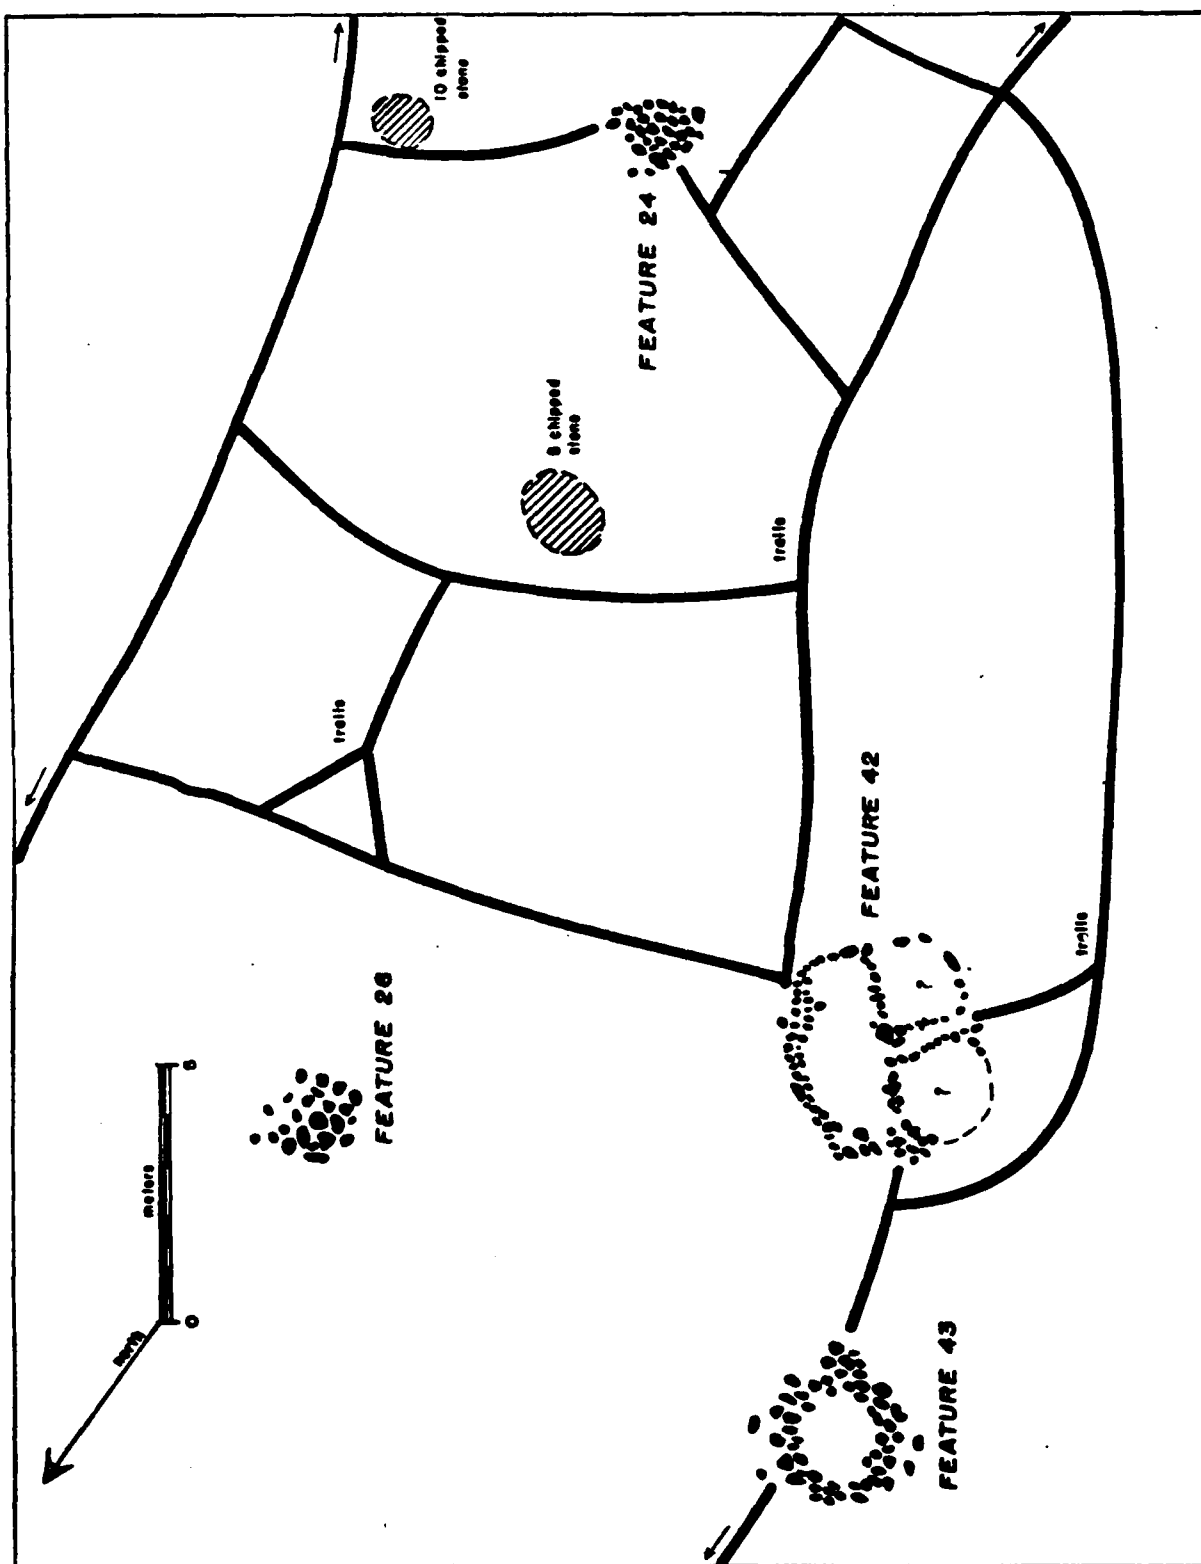 10 chipped
stone
FEATURE 24
8 chipped
stone
trails
trails
FEATURE 42
?
?
trails
FEATURE 26
meters
0
5
north
FEATURE 43